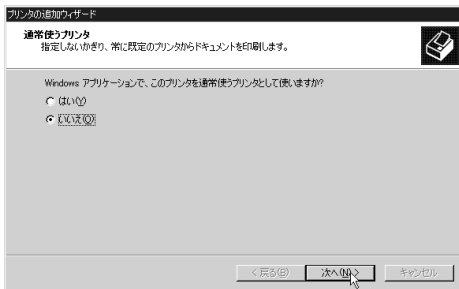 プリンタの追加ウィザード
通常使うプリンタ
指定しないかぎり、常に既定のプリンタからドキュメントを印刷します。
Windows アプリケーションで、このプリンタを通常使うプリンタとして使いますか?
はい(Y)
いいえ(O)
< 戻る(B)
次へ(N) >
キャンセル